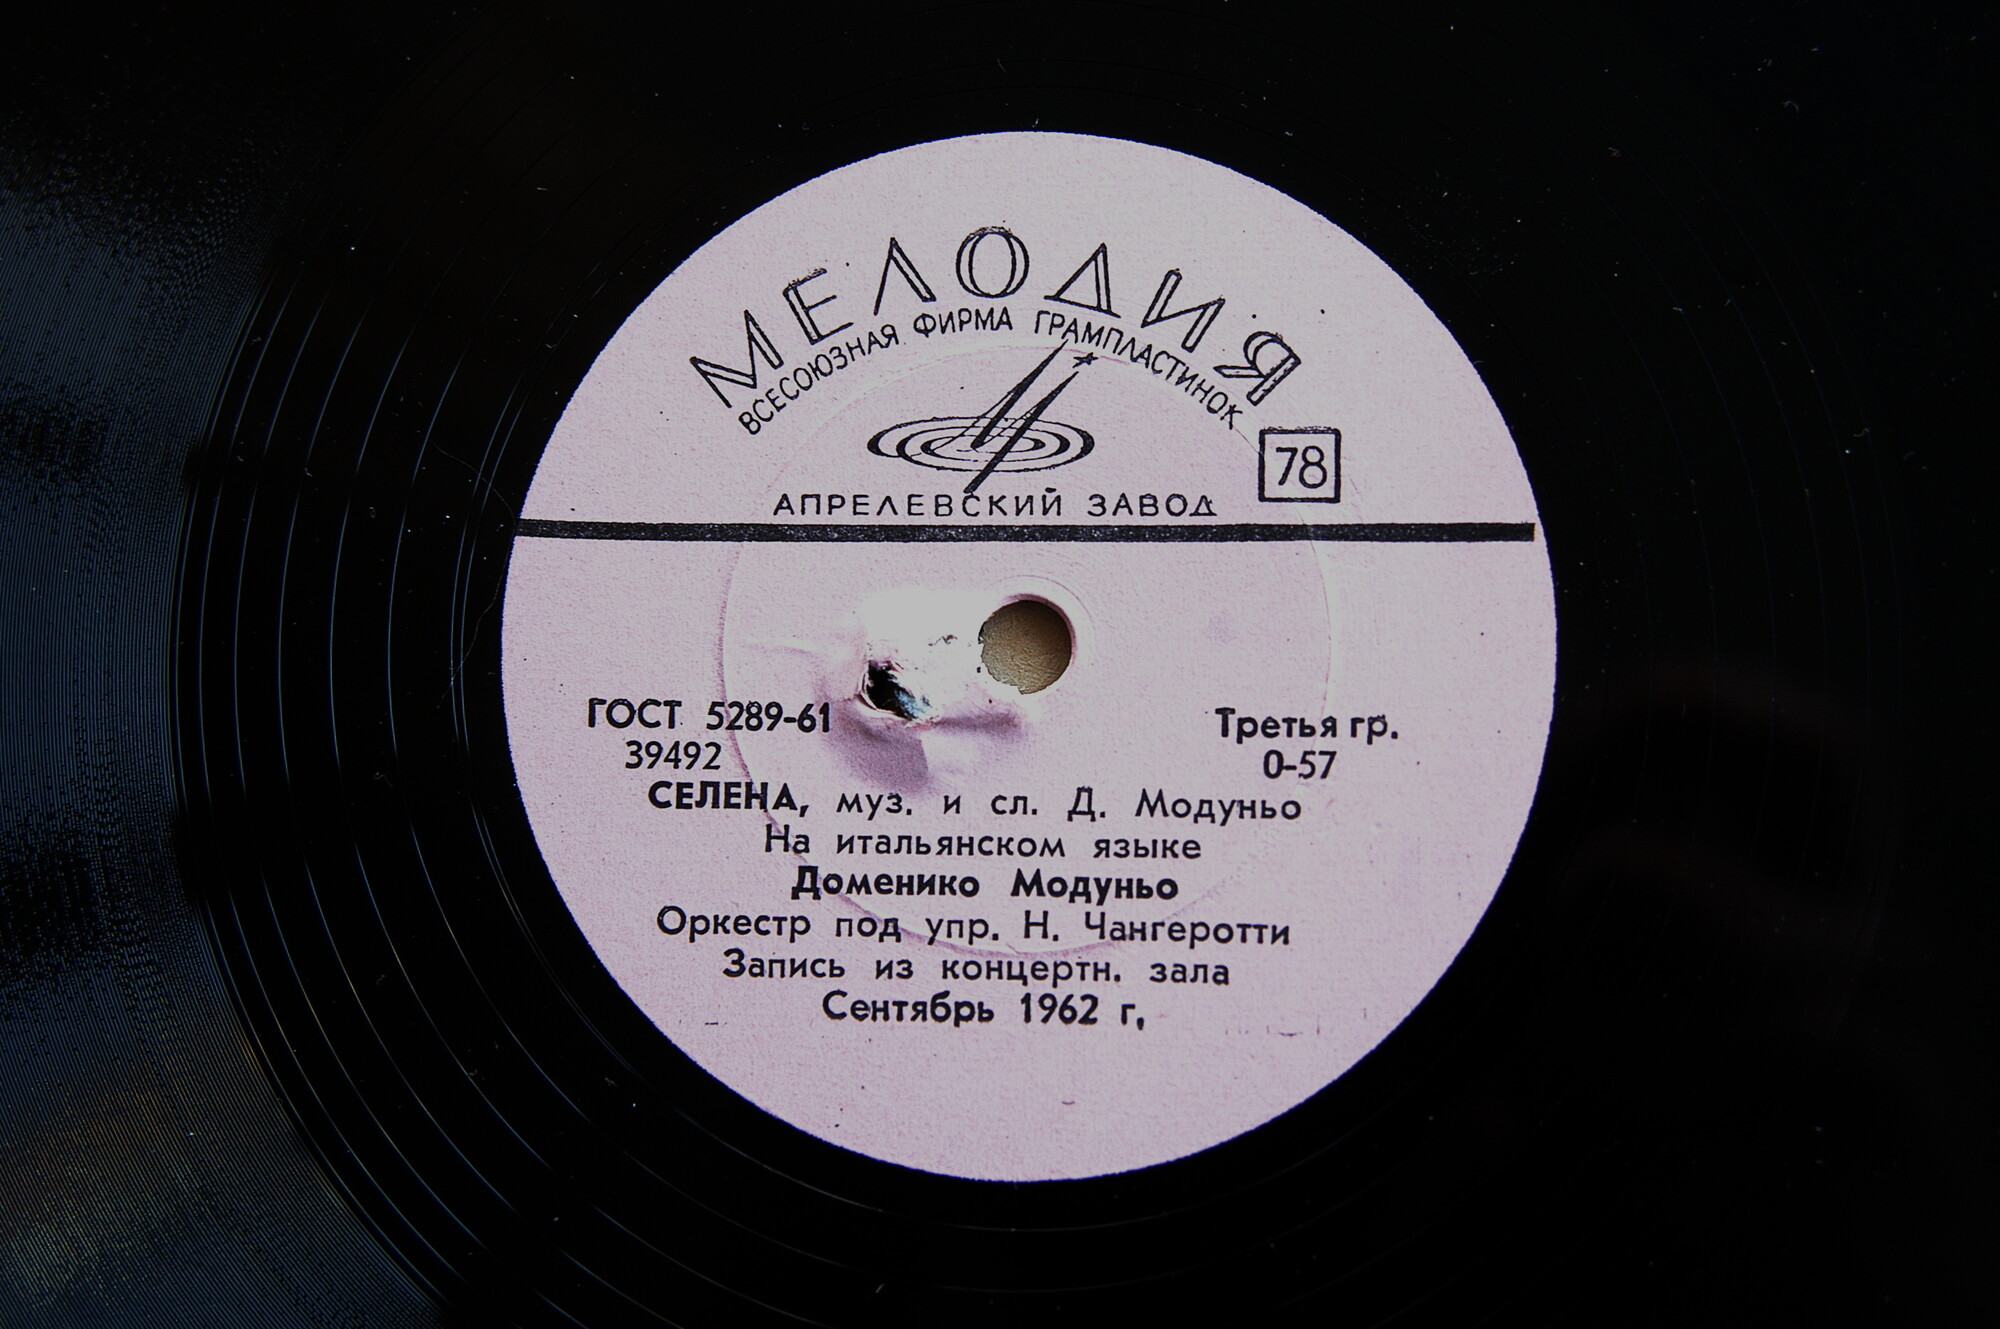 МЕЛОДИЯ
ВСЕСОЮЗНАЯ ФИРМА ГРАМПЛАСТИНОК
78
АПРЕЛЕВСКИЙ ЗАВОД
ГОСТ 5289-61 Третья гр.
39492 0-57
СЕЛЕНА, муз. и сл. Д. Модуньо
На итальянском языке
Доменико Модуньо
Оркестр под упр. Н. Чангеротти
Запись из концертн. зала
Сентябрь 1962 г,